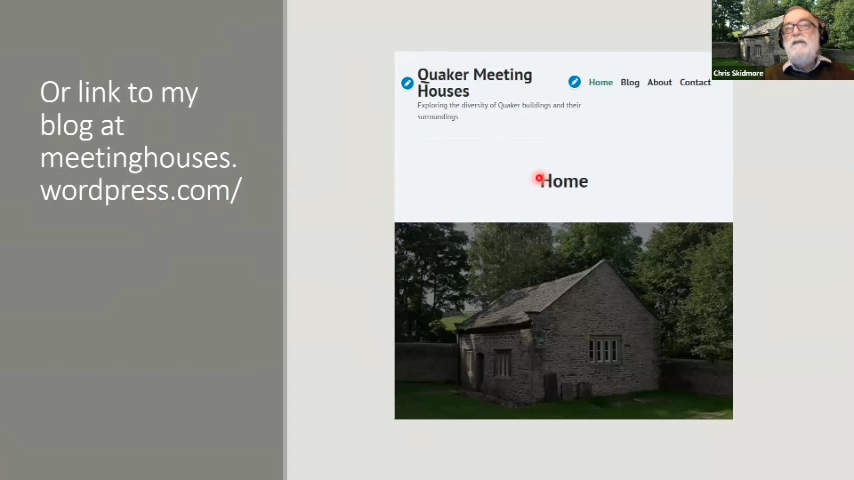 Or link to my
blog at
meetinghouses.
wordpress.com/
Quaker Meeting
Houses
Exploring the diversity of Quaker buildings and their
surroundings
Home Blog About Contact
Home
Chris Skidmore